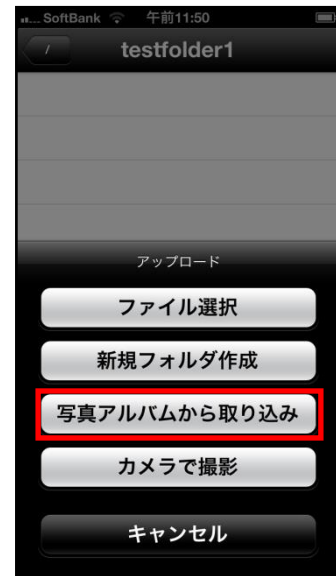 SoftBank 午前11:50
/ testfolder1
アップロード
ファイル選択
新規フォルダ作成
写真アルバムから取り込み
カメラで撮影
キャンセル